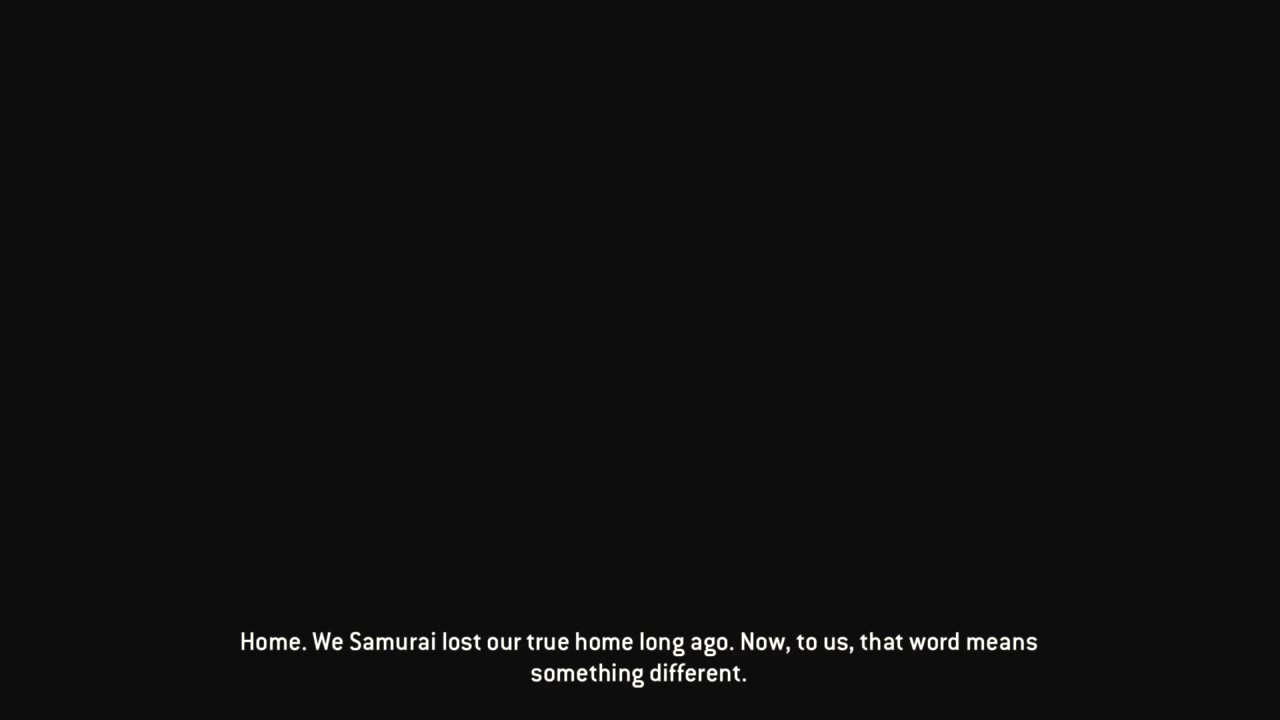 Home. We Samurai lost our true home long ago. Now, to us, that word means
something different.